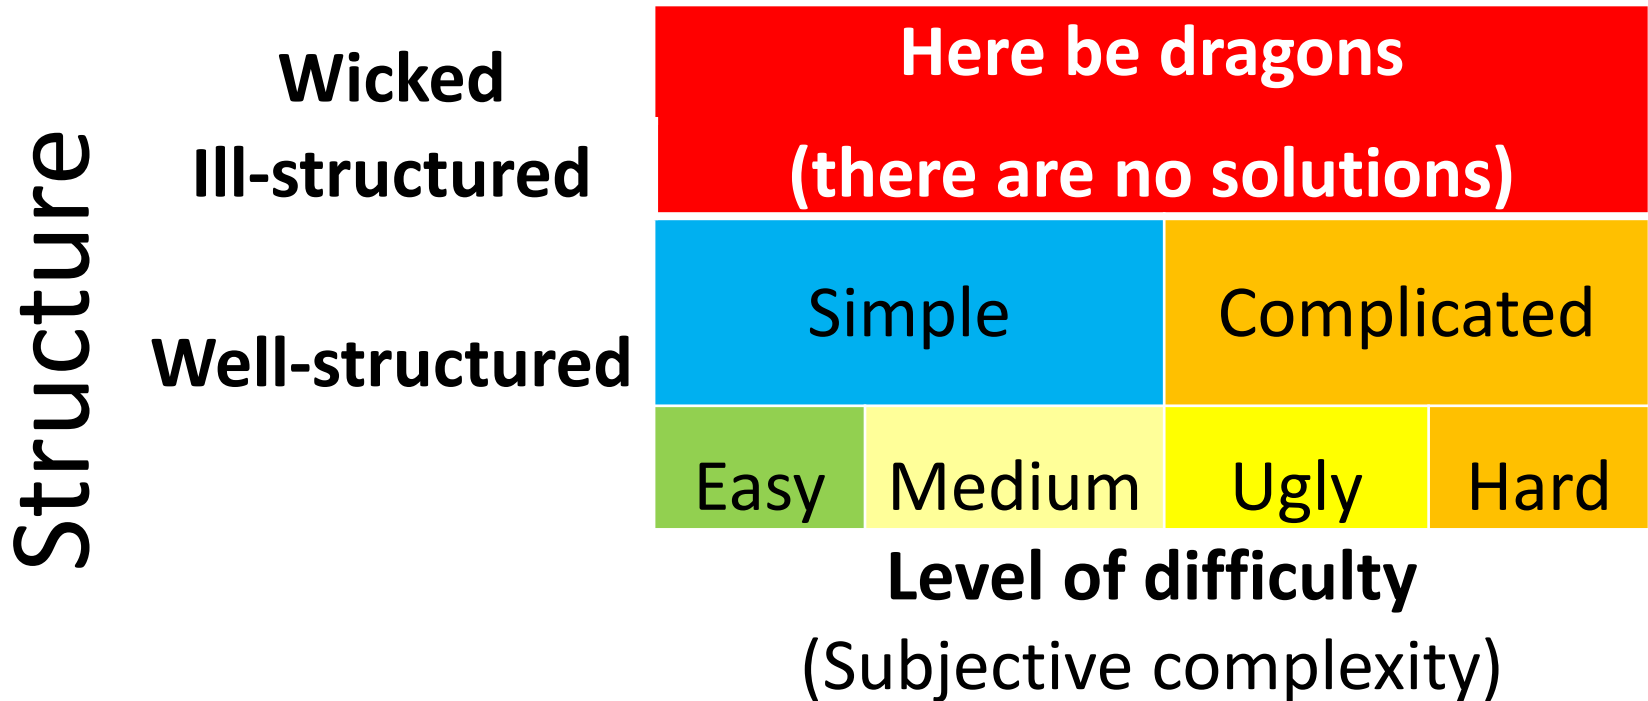 Structure
Wicked
Here be dragons
Ill-structured
(there are no solutions)
Well-structured
Simple
Complicated
Easy
Medium
Ugly
Hard
Level of difficulty
(Subjective complexity)